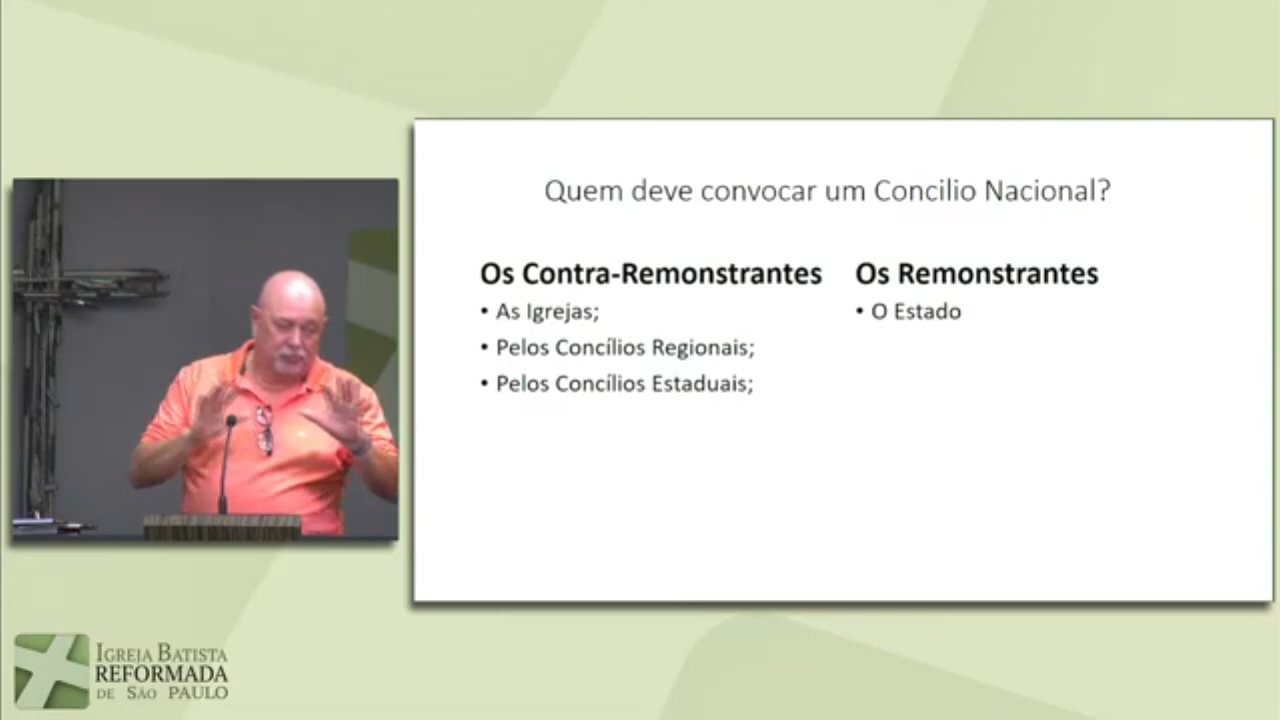 Quem deve convocar um Concilio Nacional?
Os Contra-Remonstrantes
• As Igrejas;
• Pelos Concílios Regionais;
• Pelos Concílios Estaduais;
Os Remonstrantes
• O Estado
IGREJA BATISTA
REFORMADA
DE SÃO PAULO